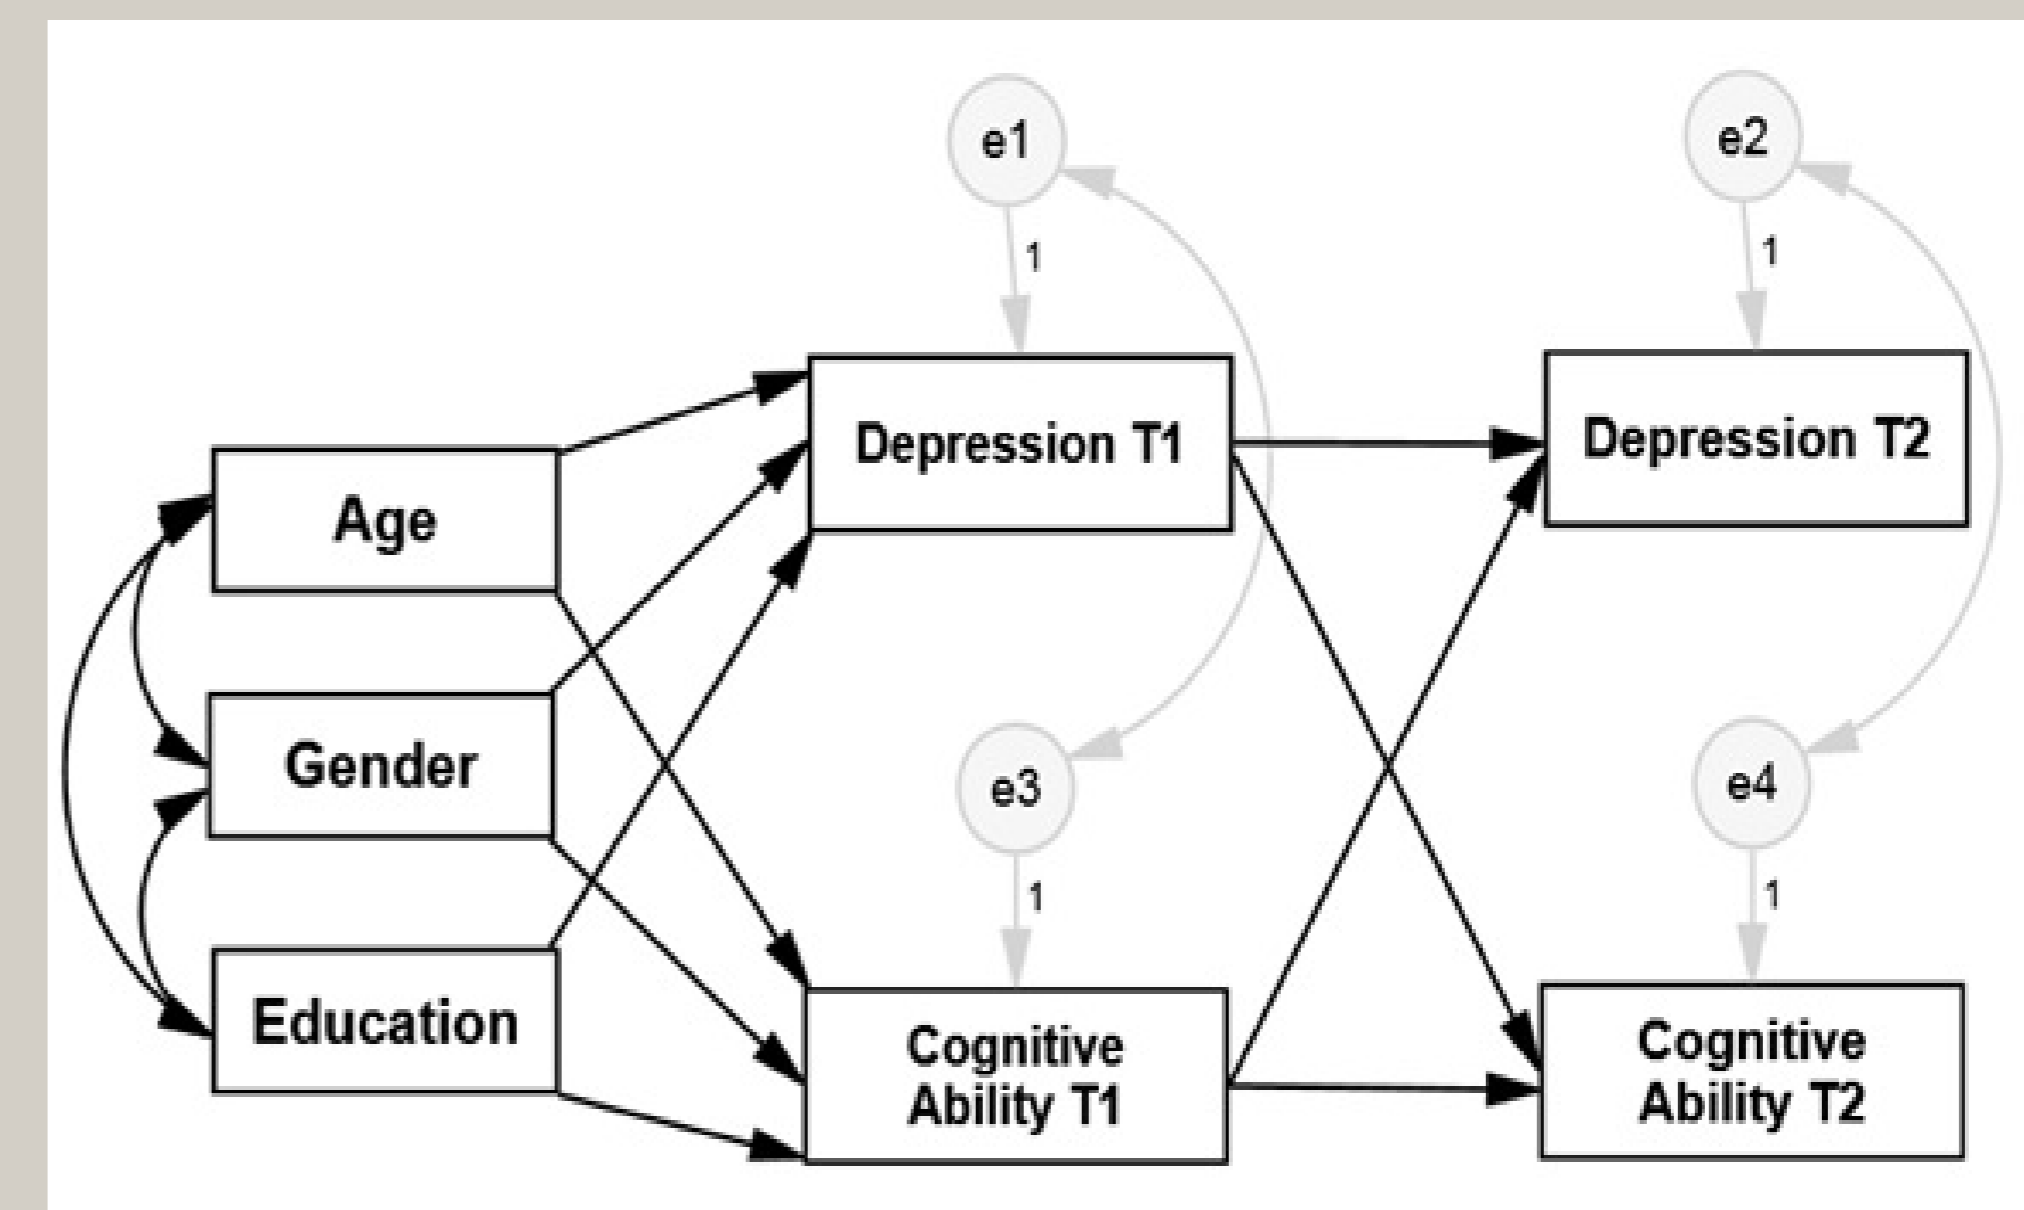 e1
e2
1
1
Depression T1
Depression T2
Age
Gender
e3
e4
1
1
Education
Cognitive
Ability T1
Cognitive
Ability T2